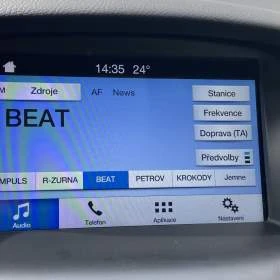 14:35 24°
M Zdroje AF News Stanice
BEAT
Frekvence
Doprava (TA)
Předvolby
MPULS R-ZURNA BEAT PETROV KROKODY Jemne
Audio Telefon Aplikace Nastavení